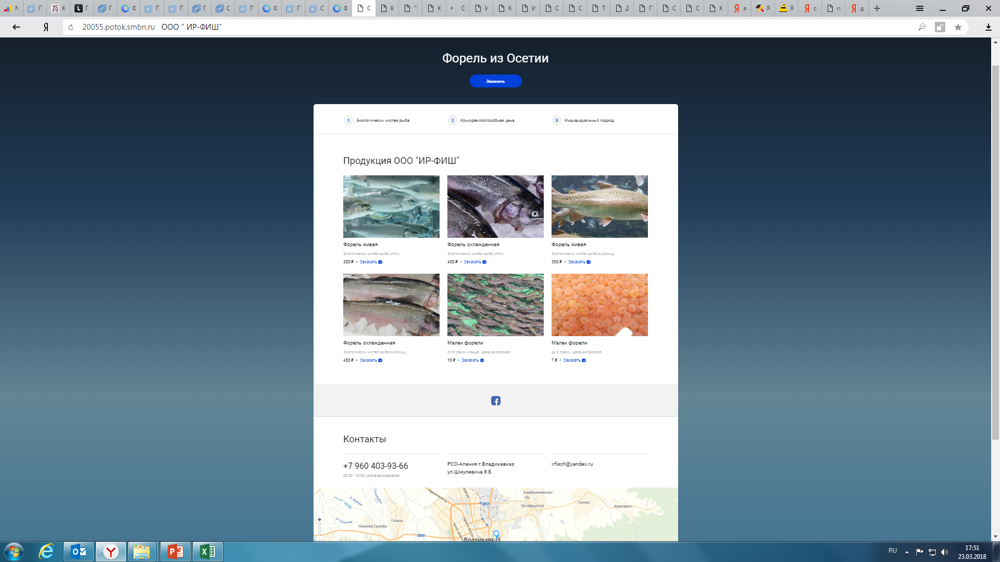 20055.potok.smbn.ru ООО " ИР-ФИШ"
Форель из Осетии
Заказать
1 Экологически чистая рыба
2 Конкурентоспособная цена
3 Индивидуальный подход
Продукция ООО "ИР-ФИШ"
Форель живая
Экологически чистая рыба оптом
300 ₽ • Заказать
Форель охлажденная
Экологически чистая рыба оптом
400 ₽ • Заказать
Форель живая
Экологически чистая рыба в розницу
350 ₽ • Заказать
Форель охлажденная
Экологически чистая рыба в розницу
450 ₽ • Заказать
Малек форели
от 5 грамм и выше. Цена договорная
10 ₽ • Заказать
Малек форели
до 5 грамм. Цена договорная
7 ₽ • Заказать
Контакты
+7 960 403-93-66
09.00 - 18.00, кроме воскресенья
РСО-Алания г.Владикавказ
ул.Шмулевича 8 Б
irfisch@yandex.ru
Архонское ш.
Камбилеевское
Ир
Октябрьское
Сунжа
Комгарон
Гизель
Нижняя Саниба
Владикавказ
RU
17:51
23.03.2018